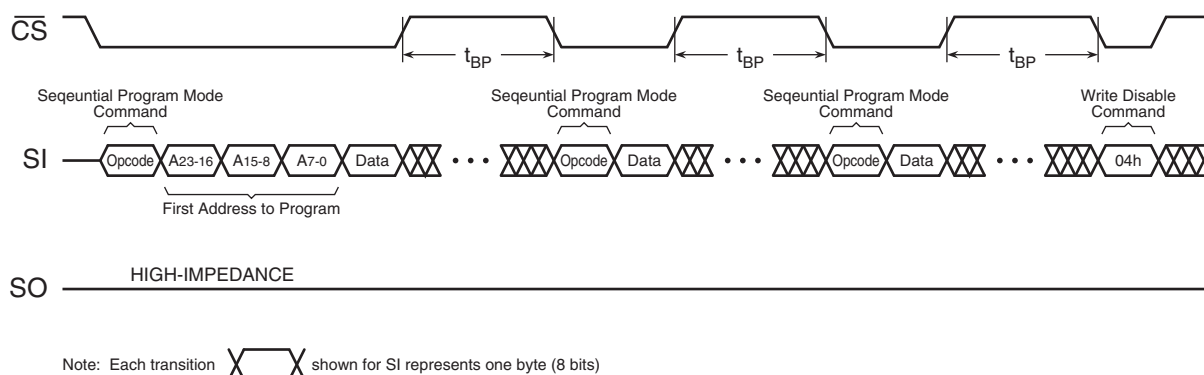 CS
tBP tBP tBP
Seqeuntial Program Mode
Command
Seqeuntial Program Mode
Command
Seqeuntial Program Mode
Command
Write Disable
Command
SI Opcode A23-16 A15-8 A7-0 Data • • • Opcode Data • • • Opcode Data • • • 04h
First Address to Program
HIGH-IMPEDANCE
SO
Note: Each transition shown for SI represents one byte (8 bits)